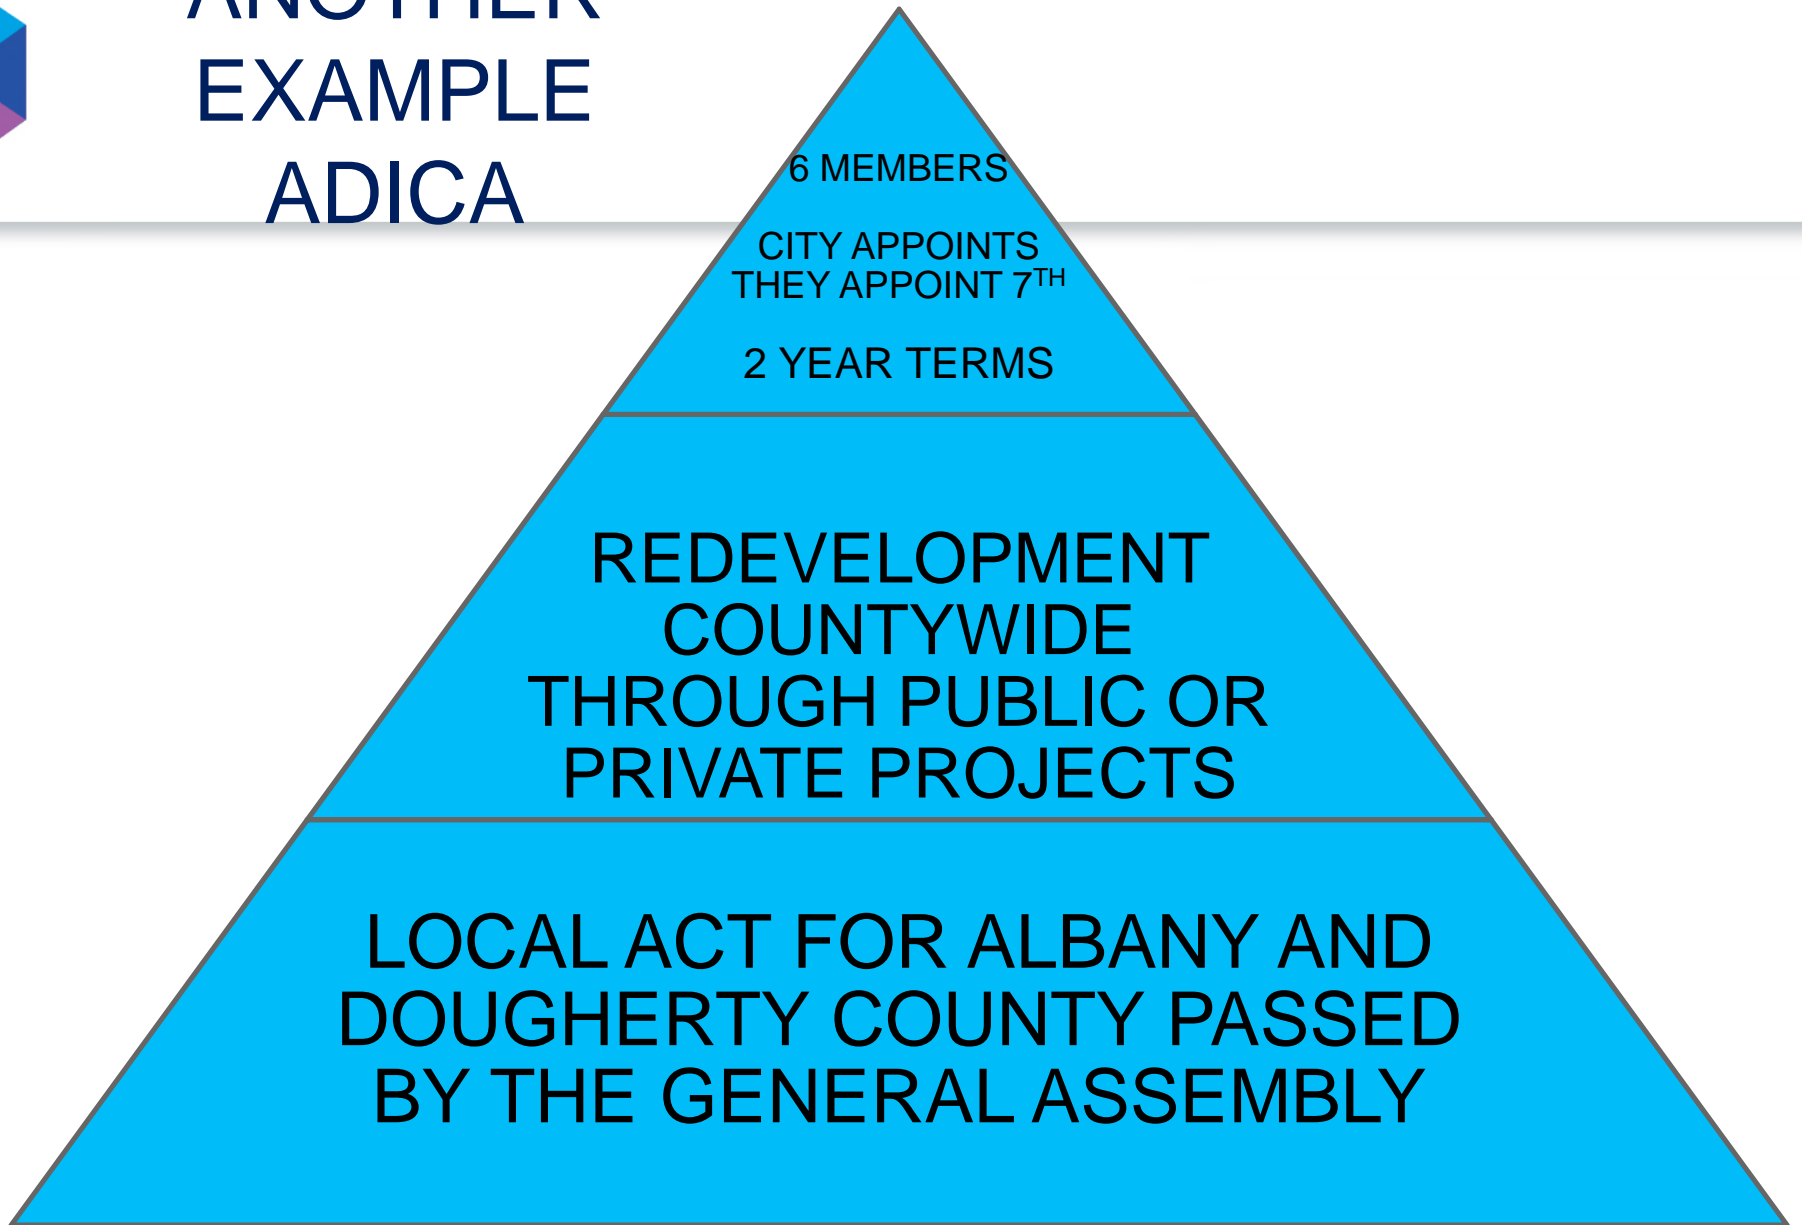 ANOTHER
EXAMPLE
ADICA
6 MEMBERS
CITY APPOINTS
THEY APPOINT 7TH
2 YEAR TERMS
REDEVELOPMENT
COUNTYWIDE
THROUGH PUBLIC OR
PRIVATE PROJECTS
LOCAL ACT FOR ALBANY AND
DOUGHERTY COUNTY PASSED
BY THE GENERAL ASSEMBLY